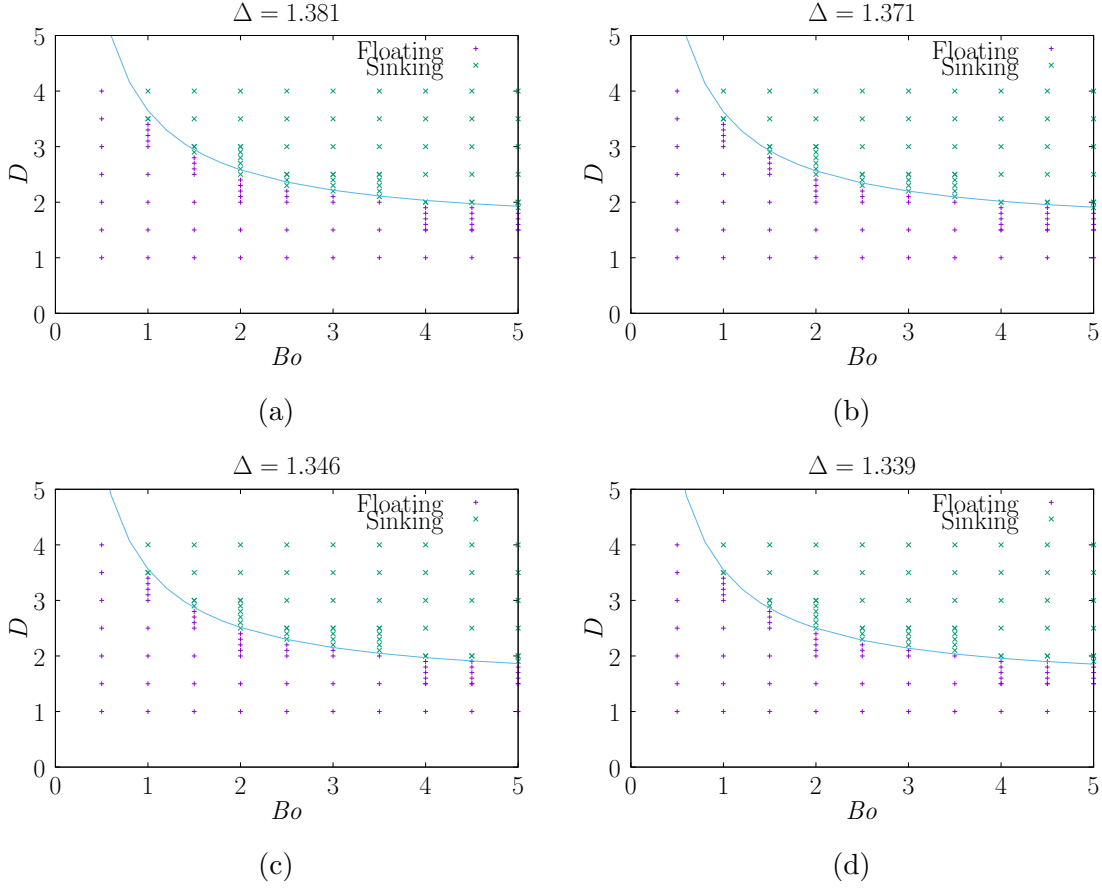 Δ = 1.381
5
4
3
2
1
0
D
0 1 2 3 4 5
Bo
Floating
Sinking
(a)
Δ = 1.371
5
4
3
2
1
0
D
0 1 2 3 4 5
Bo
Floating
Sinking
(b)
Δ = 1.346
5
4
3
2
1
0
D
0 1 2 3 4 5
Bo
Floating
Sinking
(c)
Δ = 1.339
5
4
3
2
1
0
D
0 1 2 3 4 5
Bo
Floating
Sinking
(d)